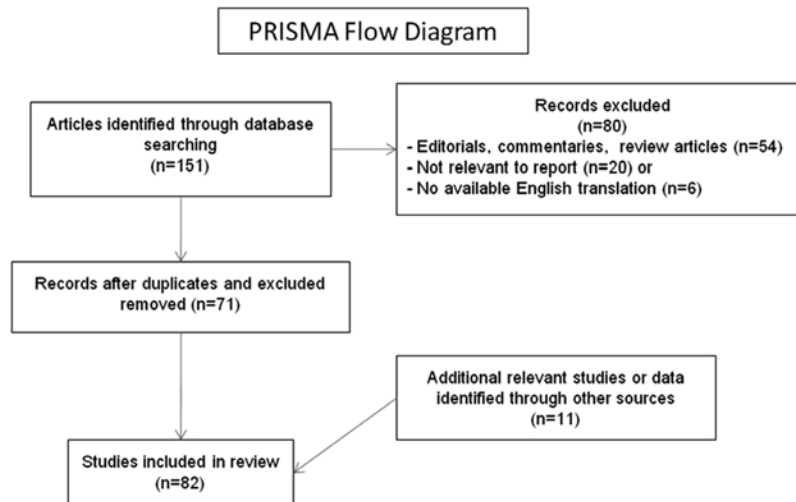 PRISMA Flow Diagram
Articles identified through database
searching
(n=151)
Records excluded
(n=80)
- Editorials, commentaries, review articles (n=54)
- Not relevant to report (n=20) or
- No available English translation (n=6)
Records after duplicates and excluded
removed (n=71)
Additional relevant studies or data
identified through other sources
(n=11)
Studies included in review
(n=82)